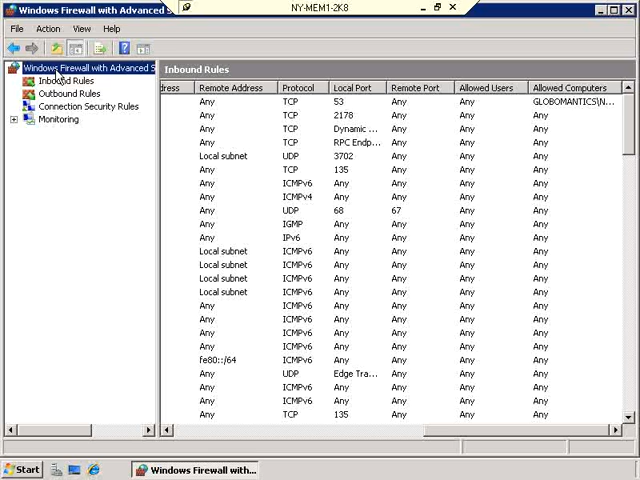 Windows Firewall with Advanced S
NY-MEM1-2K8
File Action View Help
Windows Firewall with Advanced S
Inbound Rules
Outbound Rules
Connection Security Rules
Monitoring
Inbound Rules
dress Remote Address Protocol Local Port Remote Port Allowed Users Allowed Computers
Any TCP 53 Any Any GLOBOMANTICS\N...
Any TCP 2178 Any Any Any
Any TCP Dynamic ... Any Any Any
Any TCP RPC Endp... Any Any Any
Local subnet UDP 3702 Any Any Any
Any TCP 135 Any Any Any
Any ICMPv6 Any Any Any Any
Any ICMPv4 Any Any Any Any
Any UDP 68 67 Any Any
Any IGMP Any Any Any Any
Any IPv6 Any Any Any Any
Local subnet ICMPv6 Any Any Any Any
Local subnet ICMPv6 Any Any Any Any
Local subnet ICMPv6 Any Any Any Any
Local subnet ICMPv6 Any Any Any Any
Any ICMPv6 Any Any Any Any
Any ICMPv6 Any Any Any Any
Any ICMPv6 Any Any Any Any
Any ICMPv6 Any Any Any Any
fe80::/64 ICMPv6 Any Any Any Any
Any UDP Edge Tra... Any Any Any
Any ICMPv6 Any Any Any Any
Any ICMPv6 Any Any Any Any
Any TCP 135 Any Any Any
Start
Windows Firewall with...